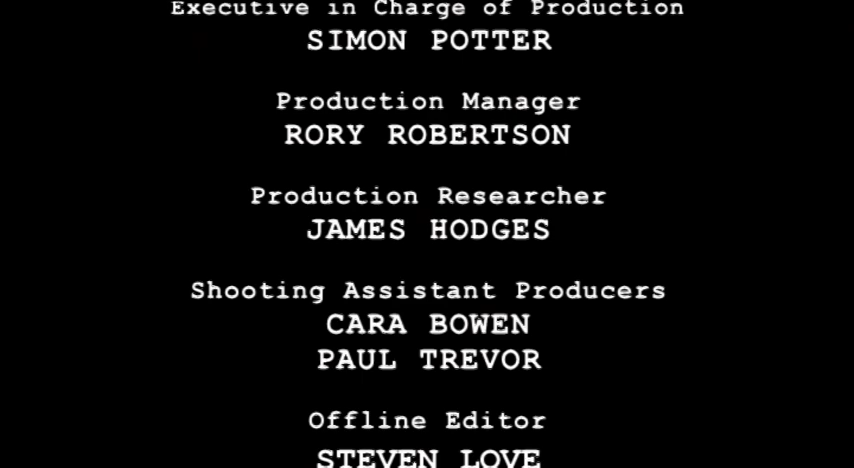 Executive in Charge of Production
SIMON POTTER
Production Manager
RORY ROBERTSON
Production Researcher
JAMES HODGES
Shooting Assistant Producers
CARA BOWEN
PAUL TREVOR
Offline Editor
STEVEN LOVE